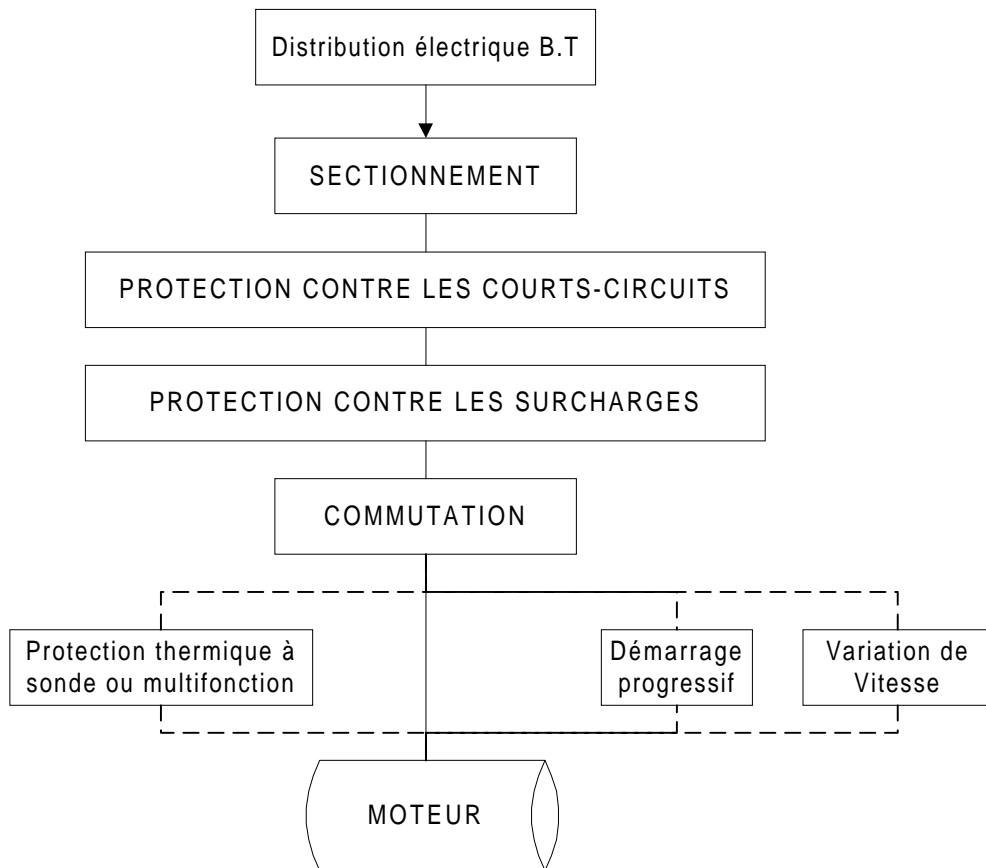 Distribution électrique B.T
SECTIONNEMENT
PROTECTION CONTRE LES COURTS-CIRCUITS
PROTECTION CONTRE LES SURCHARGES
COMMUTATION
Protection thermique à
sonde ou multifonction
Démarrage
progressif
Variation de
Vitesse
MOTEUR